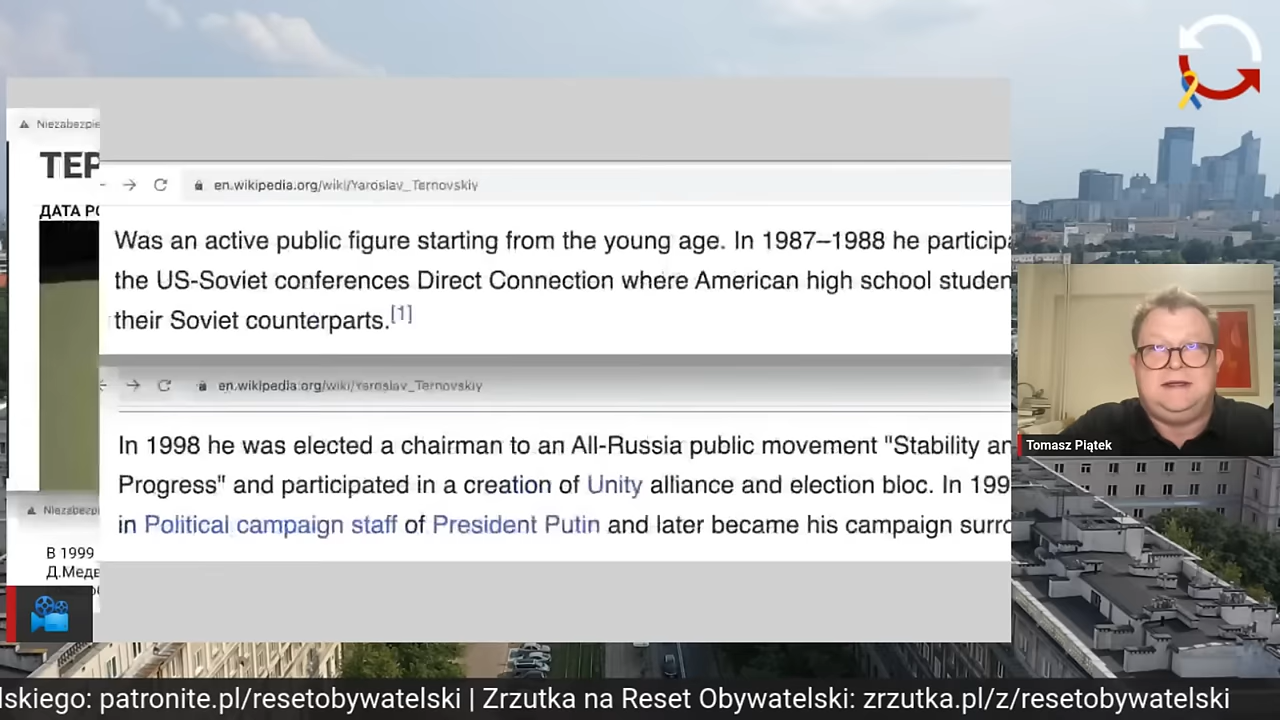 Niezabezpie
ТЕР
ДАТА РО
en.wikipedia.org/wiki/Yaroslav_Ternovskiy
Was an active public figure starting from the young age. In 1987–1988 he participa
the US-Soviet conferences Direct Connection where American high school studen
their Soviet counterparts.[1]
en.wikipedia.org/wiki/Yaroslav_Ternovskiy
In 1998 he was elected a chairman to an All-Russia public movement "Stability an
Progress" and participated in a creation of Unity alliance and election bloc. In 199
in Political campaign staff of President Putin and later became his campaign surro
Niezabezp
В 1999
Д.Медв
Tomasz Piątek
lskiego: patronite.pl/resetobywatelski | Zrzutka na Reset Obywatelski: zrzutka.pl/z/resetobywatelski